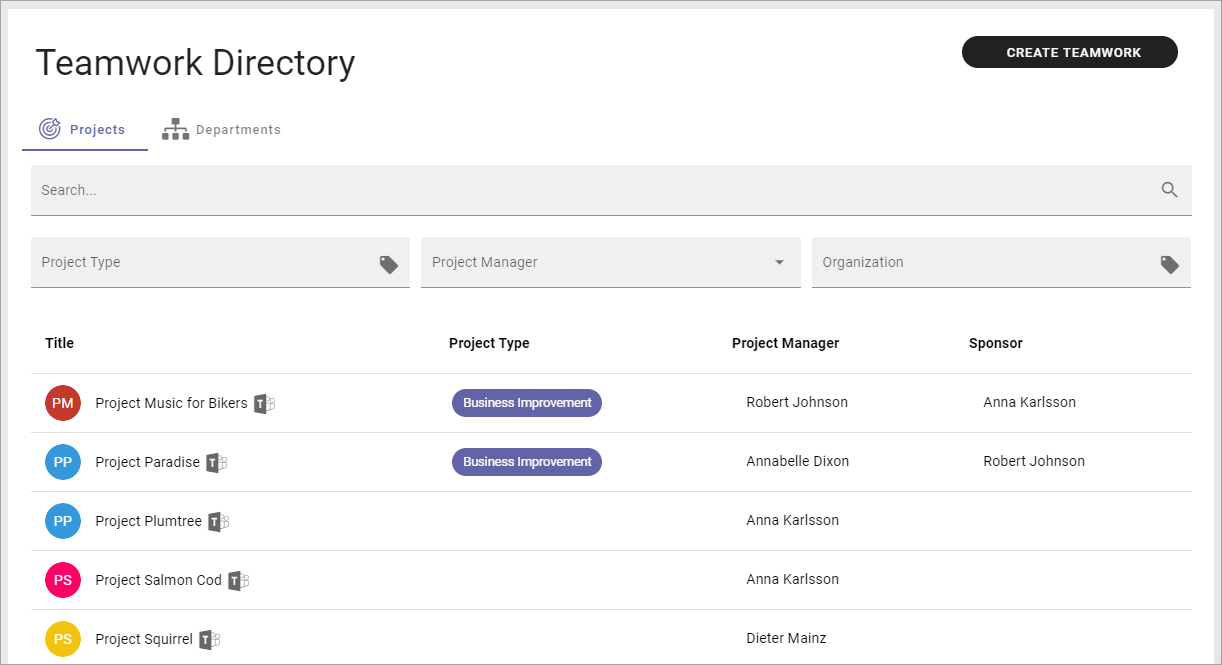 Teamwork Directory
CREATE TEAMWORK
Projects
Departments
Search...
Project Type
Project Manager
Organization
Title Project Type Project Manager Sponsor
PM Project Music for Bikers T Business Improvement Robert Johnson Anna Karlsson
PP Project Paradise T Business Improvement Annabelle Dixon Robert Johnson
PP Project Plumtree T Anna Karlsson
PS Project Salmon Cod T Anna Karlsson
PS Project Squirrel T Dieter Mainz